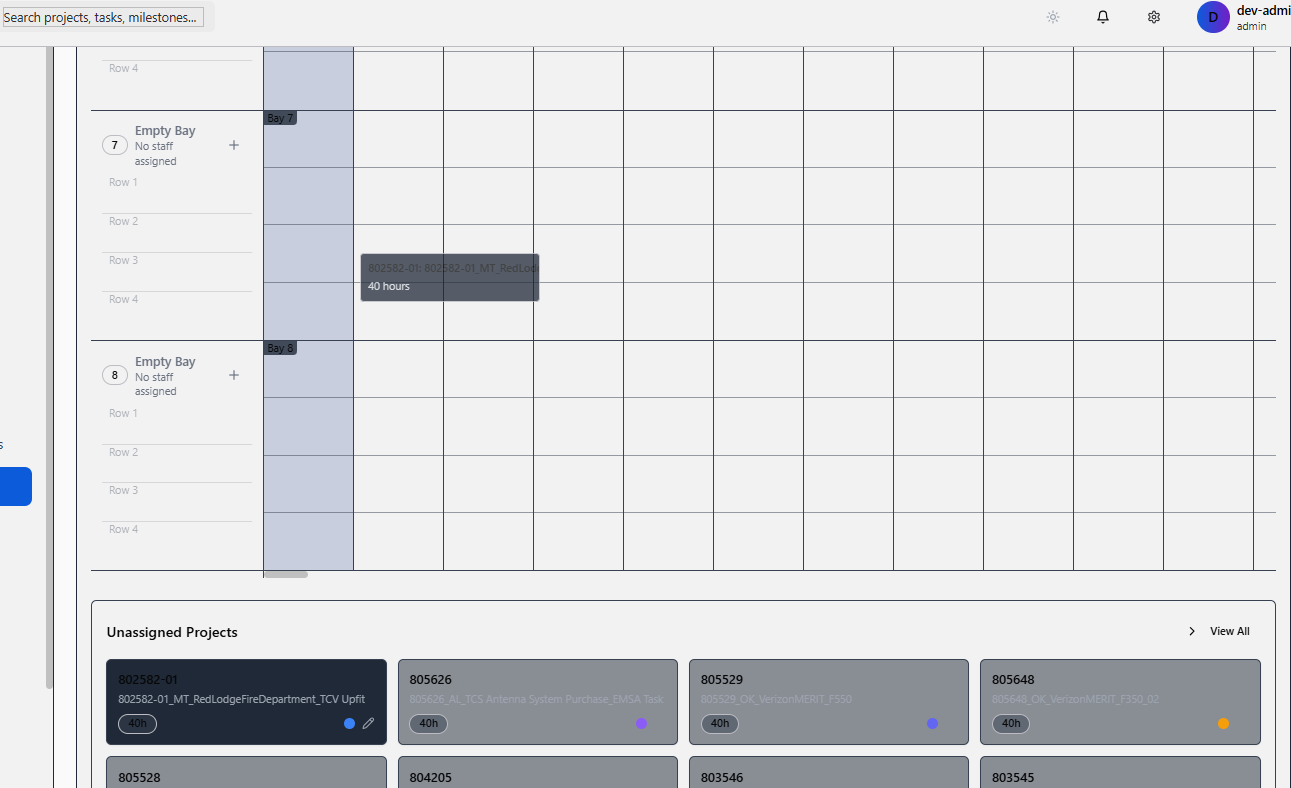 Search projects, tasks, milestones...
D
dev-admi
admin
Row 4
Bay 7
7
Empty Bay
No staff
assigned
Row 1
Row 2
Row 3
Row 4
802582-01: 802582-01_MT_RedLod
40 hours
Bay 8
8
Empty Bay
No staff
assigned
Row 1
Row 2
Row 3
Row 4
s
Unassigned Projects
View All
802582-01
802582-01_MT_RedLodgeFireDepartment_TCV Upfit
40h
805626
805626_AL_TCS Antenna System Purchase_EMSA Task
40h
805529
805529_OK_VerizonMERIT_F550
40h
805648
805648_OK_VerizonMERIT_F350_02
40h
805528
804205
803546
803545